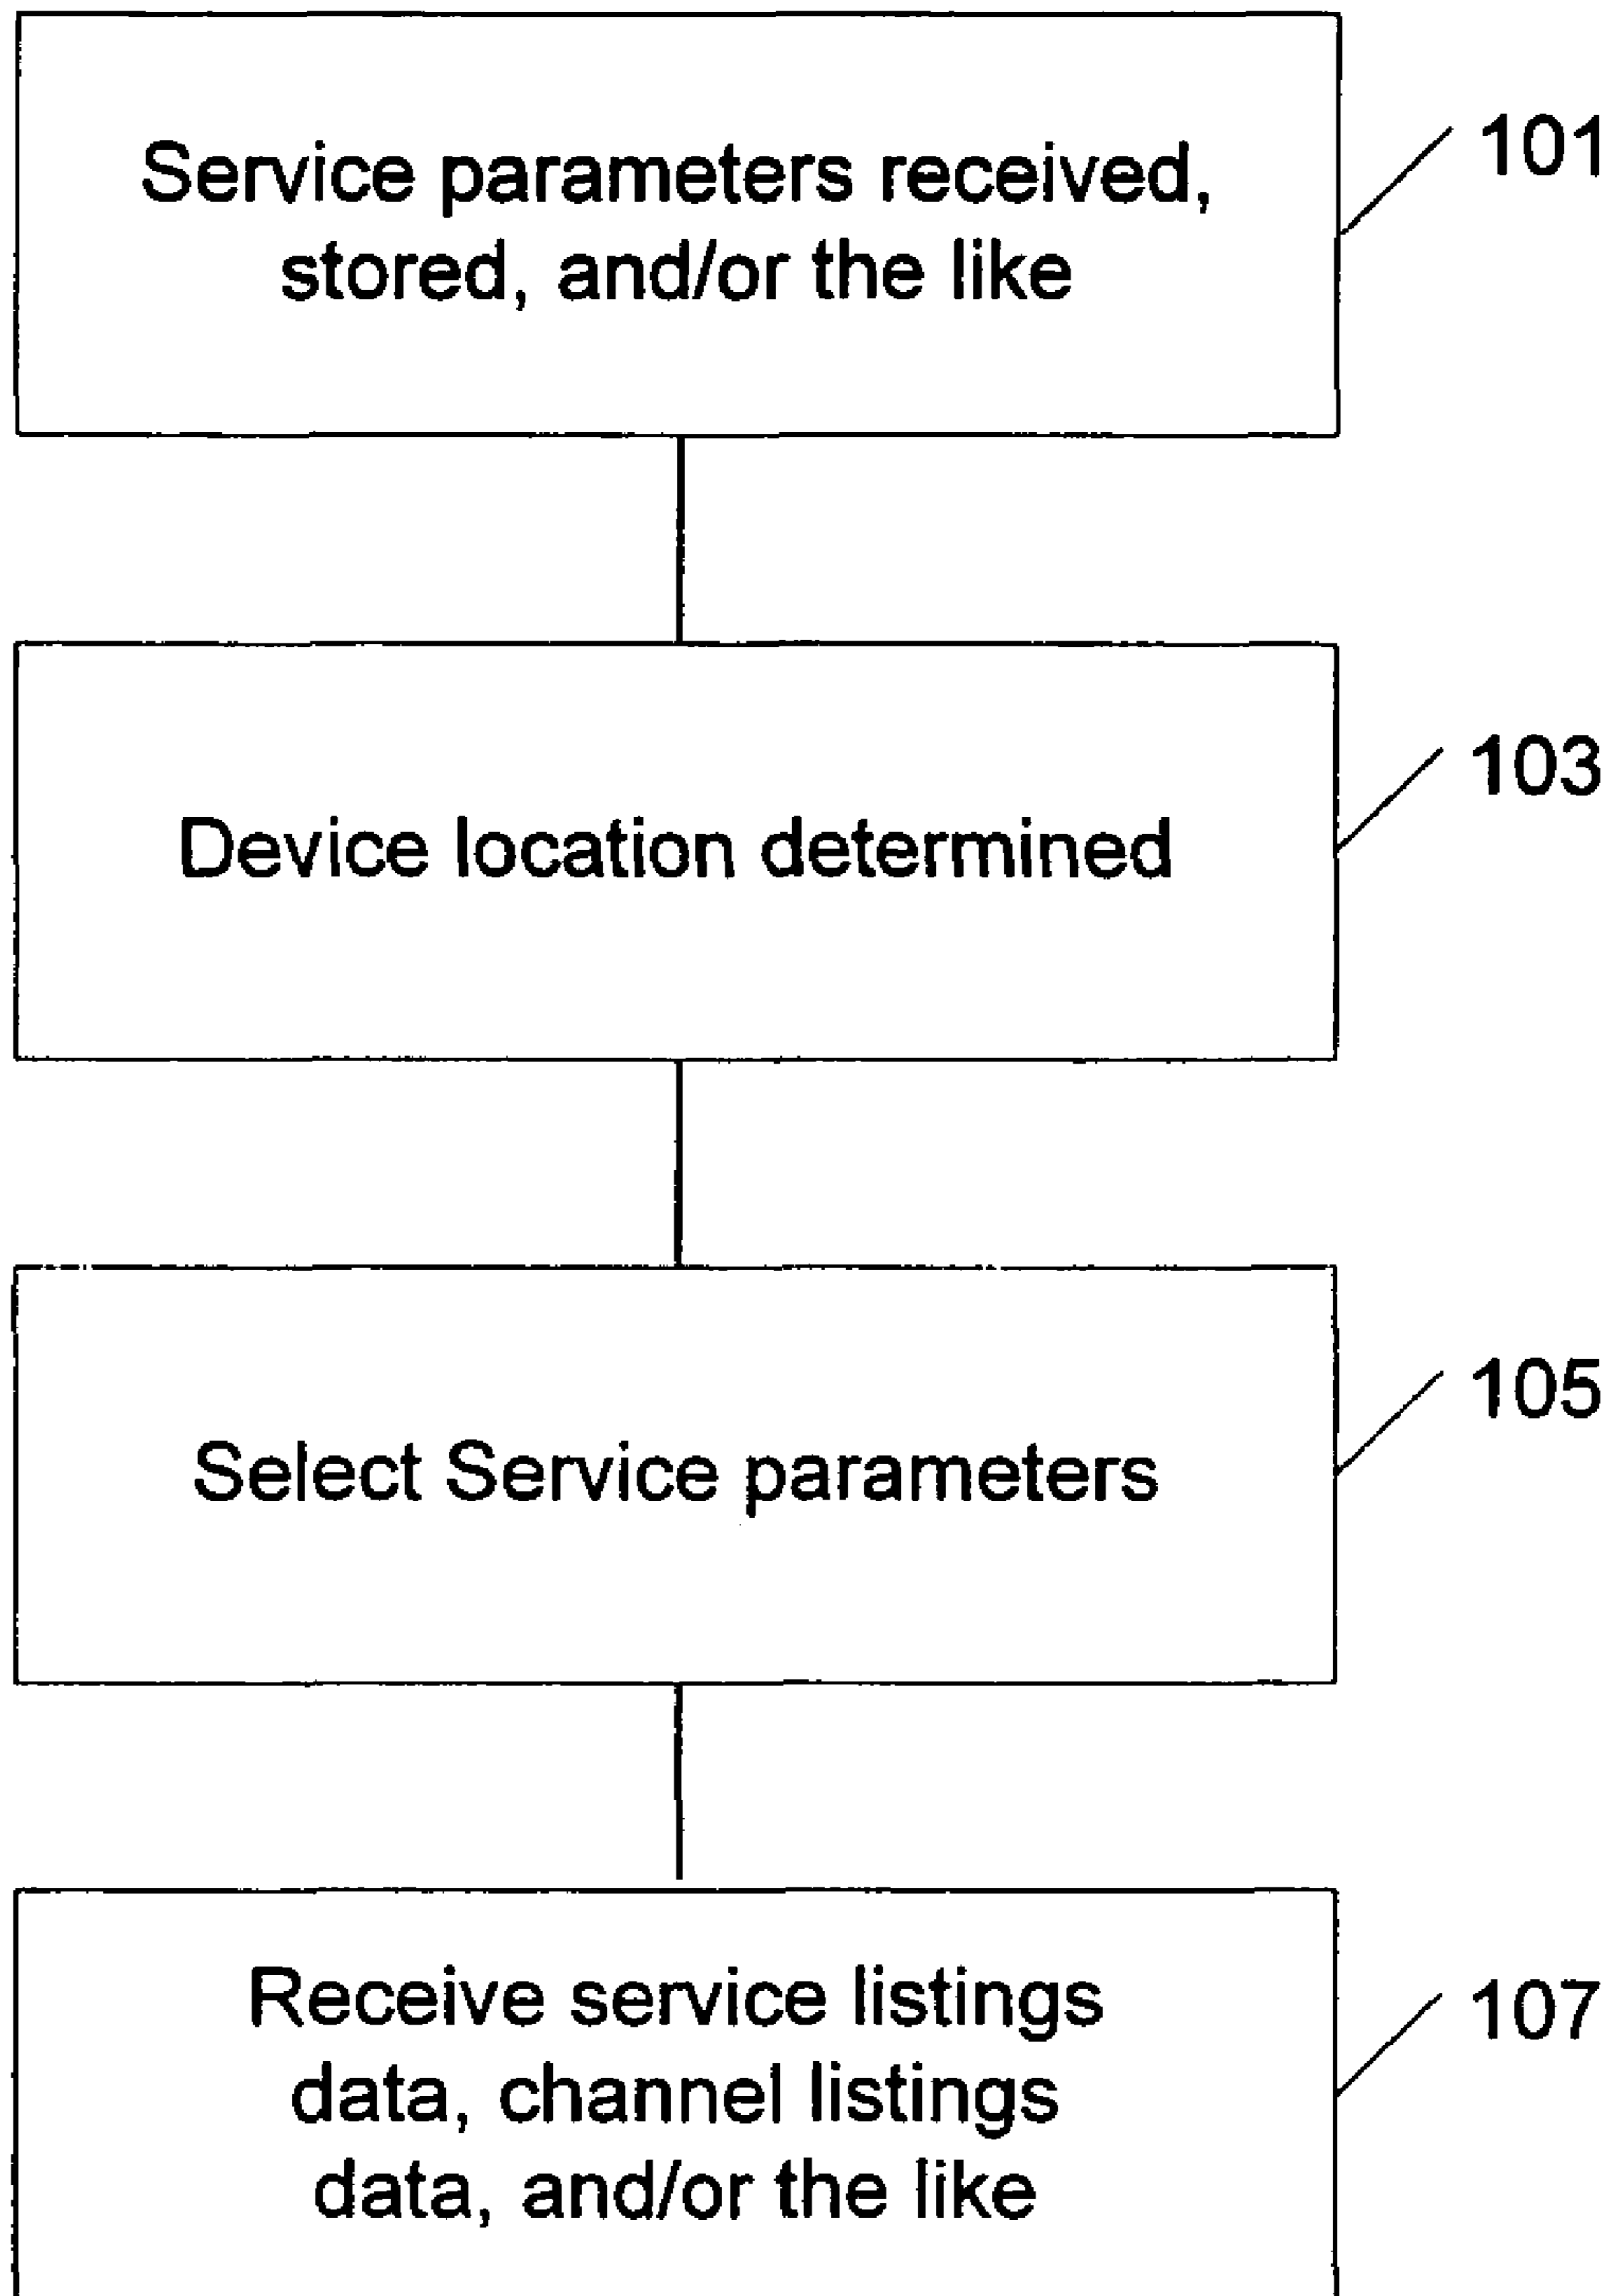 Service parameters received,
stored, and/or the like
101
Device location determined
103
Select Service parameters
105
Receive service listings
data, channel listings
data, and/or the like
107